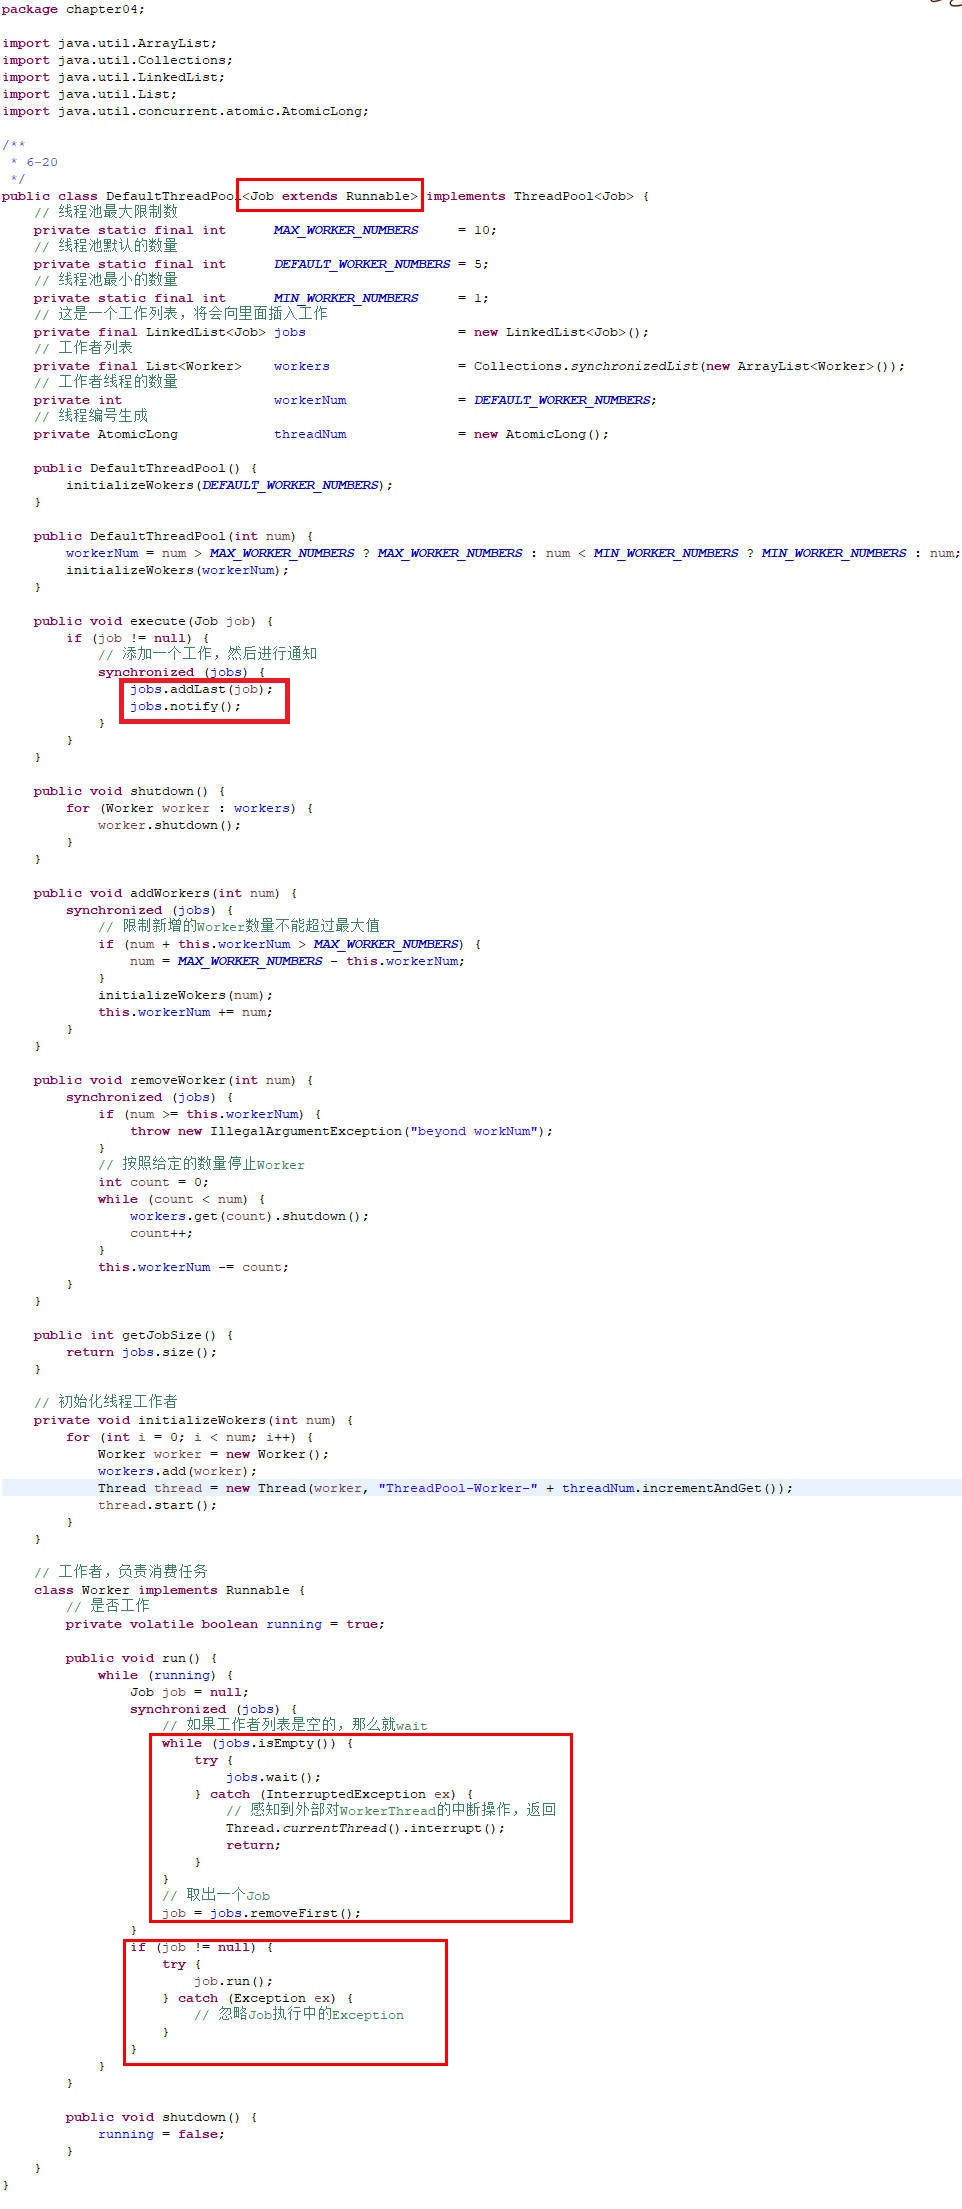 package chapter04;
import java.util.ArrayList;
import java.util.Collections;
import java.util.LinkedList;
import java.util.List;
import java.util.concurrent.atomic.AtomicLong;
/**
 * 6-20
 */
public class DefaultThreadPool<Job extends Runnable> implements ThreadPool<Job> {
    // 线程池最大限制数
    private static final int      MAX_WORKER_NUMBERS     = 10;
    // 线程池默认的数量
    private static final int      DEFAULT_WORKER_NUMBERS = 5;
    // 线程池最小的数量
    private static final int      MIN_WORKER_NUMBERS     = 1;
    // 这是一个工作列表，将会向里面插入工作
    private final LinkedList<Job> jobs                   = new LinkedList<Job>();
    // 工作者列表
    private final List<Worker>    workers                = Collections.synchronizedList(new ArrayList<Worker>());
    // 工作者线程的数量
    private int                   workerNum              = DEFAULT_WORKER_NUMBERS;
    // 线程编号生成
    private AtomicLong            threadNum              = new AtomicLong();
    public DefaultThreadPool() {
        initializeWokers(DEFAULT_WORKER_NUMBERS);
    }
    public DefaultThreadPool(int num) {
        workerNum = num > MAX_WORKER_NUMBERS ? MAX_WORKER_NUMBERS : num < MIN_WORKER_NUMBERS ? MIN_WORKER_NUMBERS : num;
        initializeWokers(workerNum);
    }
    public void execute(Job job) {
        if (job != null) {
            // 添加一个工作，然后进行通知
            synchronized (jobs) {
                jobs.addLast(job);
                jobs.notify();
            }
        }
    }
    public void shutdown() {
        for (Worker worker : workers) {
            worker.shutdown();
        }
    }
    public void addWorkers(int num) {
        synchronized (jobs) {
            // 限制新增的Worker数量不能超过最大值
            if (num + this.workerNum > MAX_WORKER_NUMBERS) {
                num = MAX_WORKER_NUMBERS - this.workerNum;
            }
            initializeWokers(num);
            this.workerNum += num;
        }
    }
    public void removeWorker(int num) {
        synchronized (jobs) {
            if (num >= this.workerNum) {
                throw new IllegalArgumentException("beyond workNum");
            }
            // 按照给定的数量停止Worker
            int count = 0;
            while (count < num) {
                workers.get(count).shutdown();
                count++;
            }
            this.workerNum -= count;
        }
    }
    public int getJobSize() {
        return jobs.size();
    }
    // 初始化线程工作者
    private void initializeWokers(int num) {
        for (int i = 0; i < num; i++) {
            Worker worker = new Worker();
            workers.add(worker);
            Thread thread = new Thread(worker, "ThreadPool-Worker-" + threadNum.incrementAndGet());
            thread.start();
        }
    }
    // 工作者，负责消费任务
    class Worker implements Runnable {
        // 是否工作
        private volatile boolean running = true;
        public void run() {
            while (running) {
                Job job = null;
                synchronized (jobs) {
                    // 如果工作者列表是空的，那么就wait
                    while (jobs.isEmpty()) {
                        try {
                            jobs.wait();
                        } catch (InterruptedException ex) {
                            // 感知到外部对WorkerThread的中断操作，返回
                            Thread.currentThread().interrupt();
                            return;
                        }
                    }
                    // 取出一个Job
                    job = jobs.removeFirst();
                }
                if (job != null) {
                    try {
                        job.run();
                    } catch (Exception ex) {
                        // 忽略Job执行中的Exception
                    }
                }
            }
        }
        public void shutdown() {
            running = false;
        }
    }
}